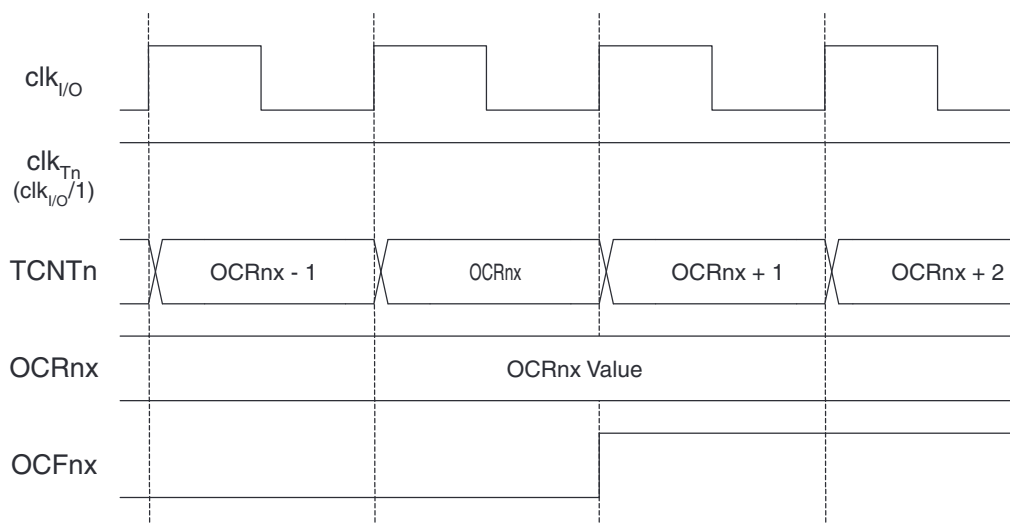 clkI/O
clkTn
(clkI/O/1)
TCNTn OCRnx - 1 OCRnx OCRnx + 1 OCRnx + 2
OCRnx OCRnx Value
OCFnx